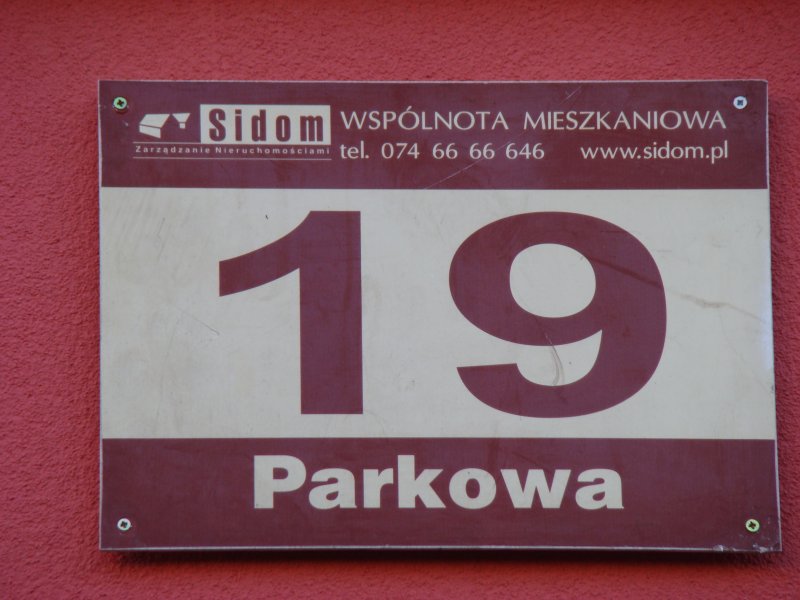 Sidom WSPÓLNOTA MIESZKANIOWA
Zarządzanie Nieruchomościami tel. 074 66 66 646 www.sidom.pl
19
Parkowa